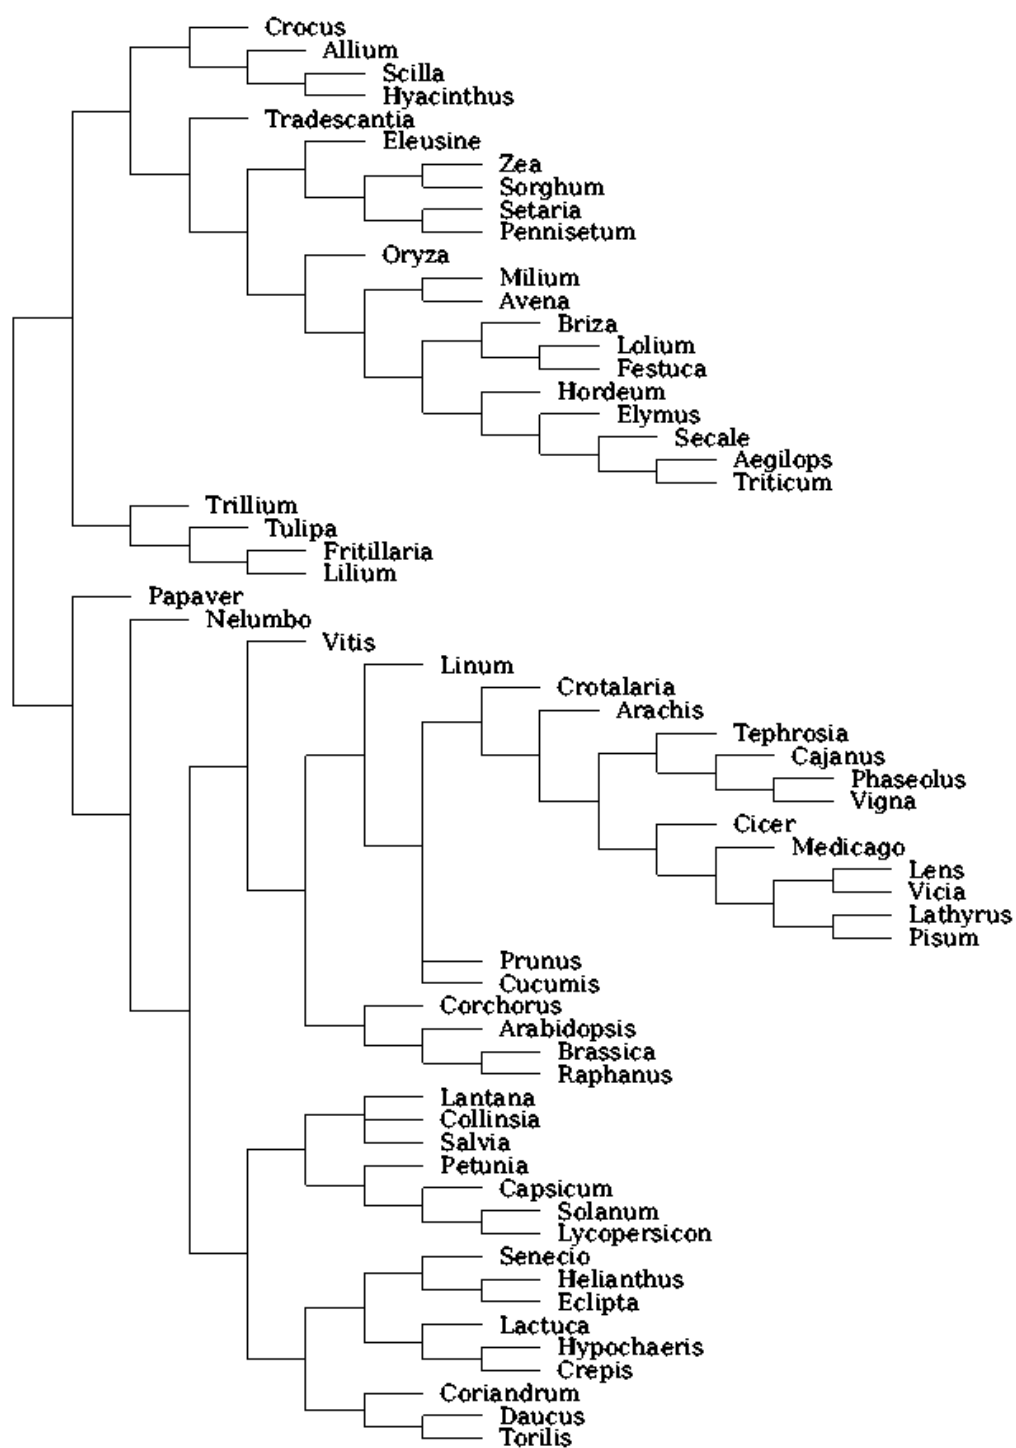 Crocus
Allium
Scilla
Hyacinthus
Tradescantia
Eleusine
Zea
Sorghum
Setaria
Pennisetum
Oryza
Milium
Avena
Briza
Lolium
Festuca
Hordeum
Elymus
Secale
Aegilops
Triticum
Trillium
Tulipa
Fritillaria
Lilium
Papaver
Nelumbo
Vitis
Linum
Crotalaria
Arachis
Tephrosia
Cajanus
Phaseolus
Vigna
Cicer
Medicago
Lens
Vicia
Lathyrus
Pisum
Prunus
Cucumis
Corchorus
Arabidopsis
Brassica
Raphanus
Lantana
Collinsia
Salvia
Petunia
Capsicum
Solanum
Lycopersicon
Senecio
Helianthus
Eclipta
Lactuca
Hypochaeris
Crepis
Coriandrum
Daucus
Torilis